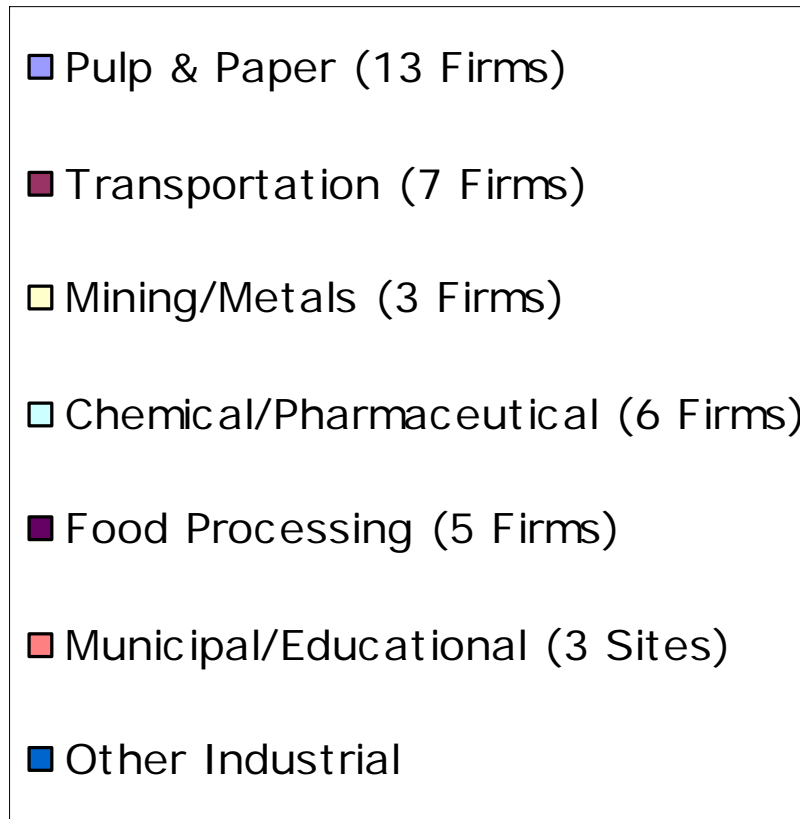 Pulp & Paper (13 Firms)
Transportation (7 Firms)
Mining/Metals (3 Firms)
Chemical/Pharmaceutical (6 Firms)
Food Processing (5 Firms)
Municipal/Educational (3 Sites)
Other Industrial